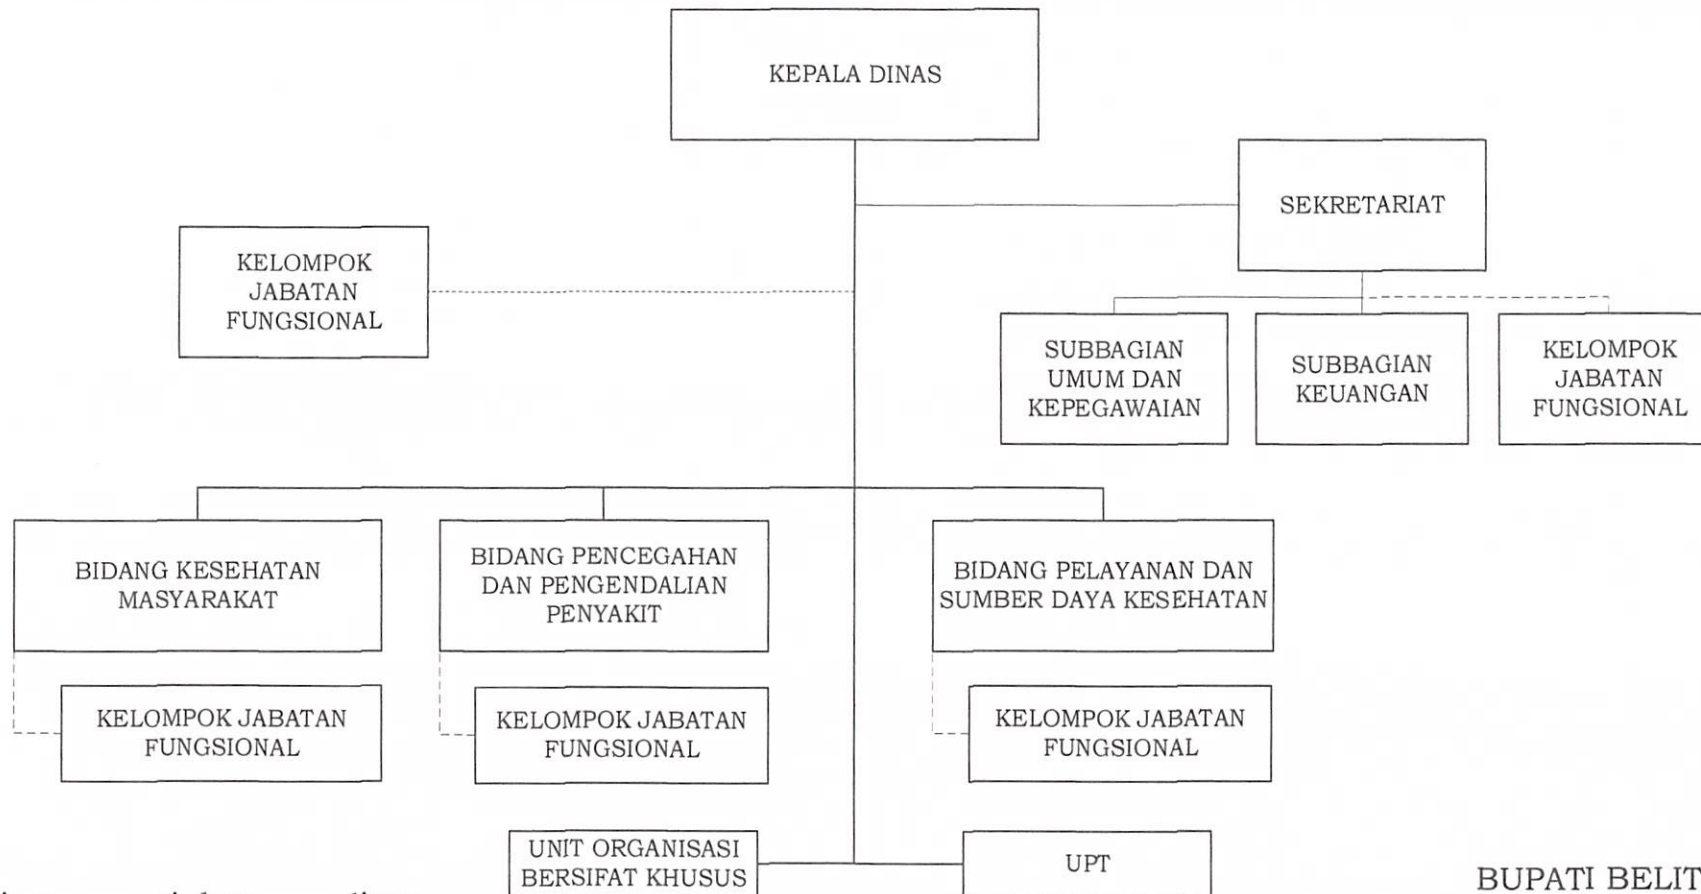 KEPALA DINAS
SEKRETARIAT
KELOMPOK
JABATAN
FUNGSIONAL
SUBBAGIAN
UMUM DAN
KEPEGAWAIAN
SUBBAGIAN
KEUANGAN
KELOMPOK
JABATAN
FUNGSIONAL
BIDANG KESEHATAN
MASYARAKAT
BIDANG PENCEGAHAN
DAN PENGENDALIAN
PENYAKIT
BIDANG PELAYANAN DAN
SUMBER DAYA KESEHATAN
KELOMPOK JABATAN
FUNGSIONAL
KELOMPOK JABATAN
FUNGSIONAL
KELOMPOK JABATAN
FUNGSIONAL
UNIT ORGANISASI
BERSIFAT KHUSUS
UPT
BUPATI BELIT